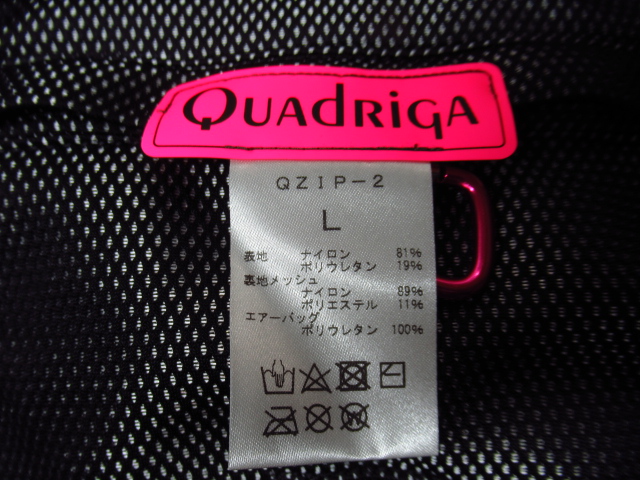 QUAdRigA
QZIP-2
L
表地 ナイロン 81%
ポリウレタン 19%
裏地メッシュ
ナイロン 89%
ポリエステル 11%
エアーバッグ
ポリウレタン 100%